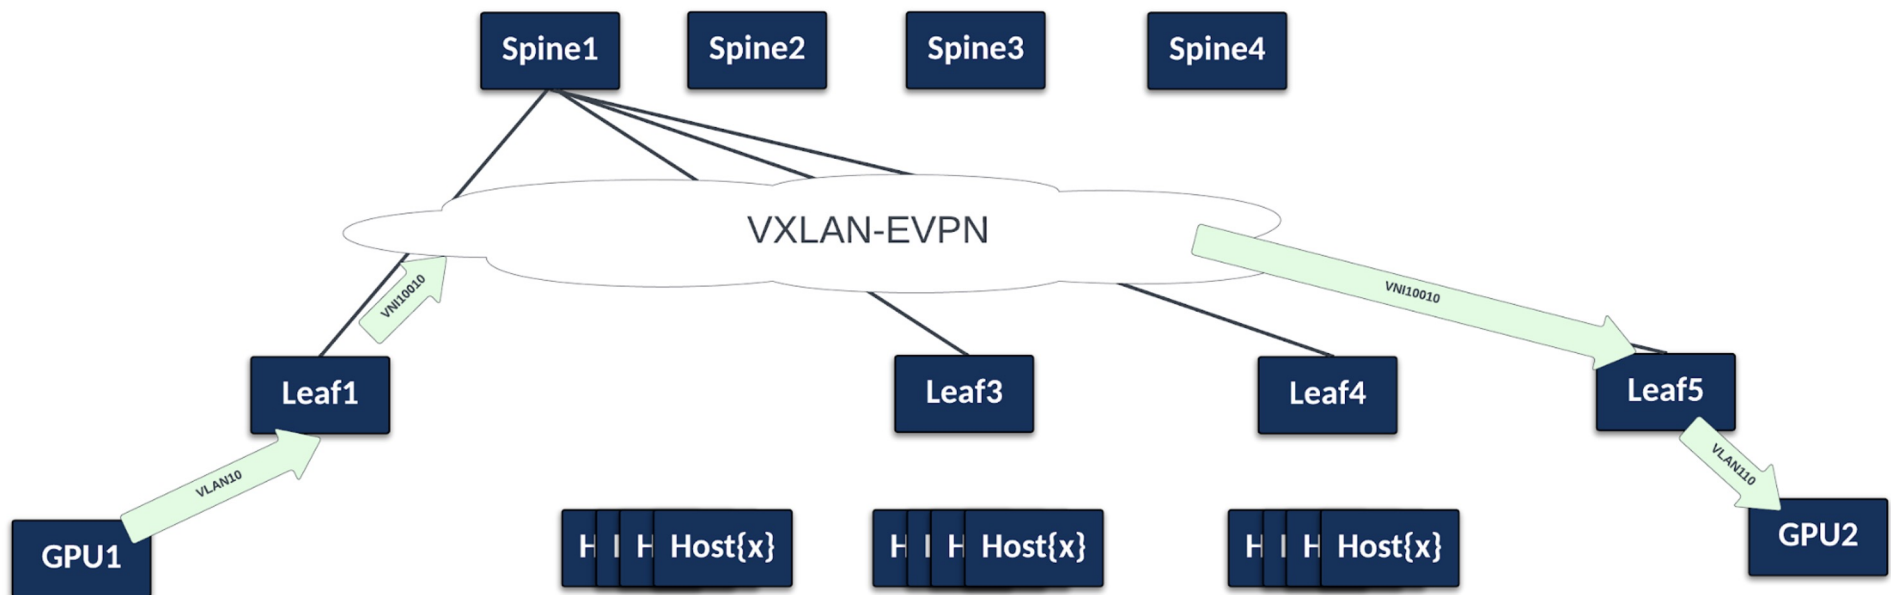 Spine1
Spine2
Spine3
Spine4
VXLAN-EVPN
VNI10010
VNI10010
Leaf1
Leaf3
Leaf4
Leaf5
VLAN10
VLAN110
GPU1
H
H
Host{x}
H
H
Host{x}
H
H
Host{x}
GPU2